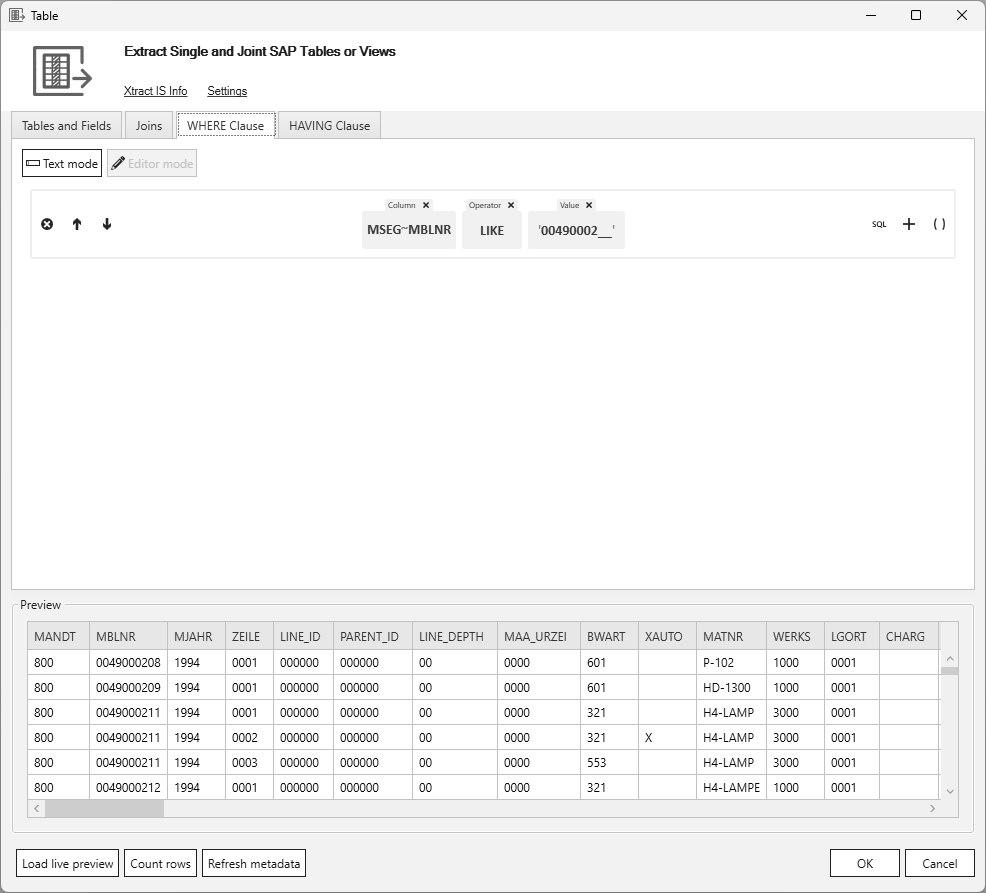 Table
Extract Single and Joint SAP Tables or Views
Xtract IS Info Settings
Tables and Fields Joins WHERE Clause HAVING Clause
Text mode Editor mode
Column Operator Value
MSEG~MBLNR LIKE '00490002__' SQL ( )
Preview
MANDT MBLNR MJAHR ZEILE LINE_ID PARENT_ID LINE_DEPTH MAA_URZEI BWART XAUTO MATNR WERKS LGORT CHARG
800 0049000208 1994 0001 000000 000000 00 0000 601 P-102 1000 0001
800 0049000209 1994 0001 000000 000000 00 0000 601 HD-1300 1000 0001
800 0049000211 1994 0001 000000 000000 00 0000 321 H4-LAMP 3000 0001
800 0049000211 1994 0002 000000 000000 00 0000 321 X H4-LAMP 3000 0001
800 0049000211 1994 0003 000000 000000 00 0000 553 H4-LAMP 3000 0001
800 0049000212 1994 0001 000000 000000 00 0000 321 H4-LAMPE 1000 0001
Load live preview Count rows Refresh metadata OK Cancel